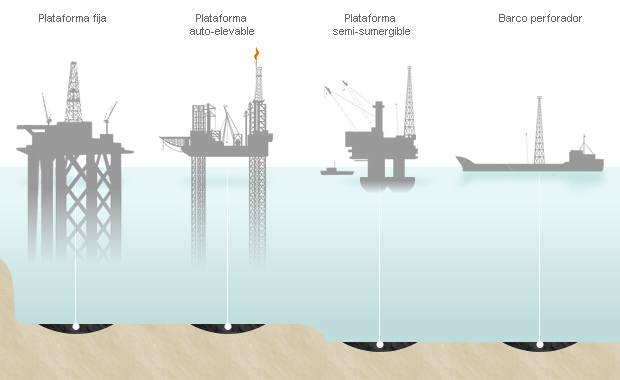 Plataforma fija
Plataforma
auto-elevable
Plataforma
semi-sumergible
Barco perforador